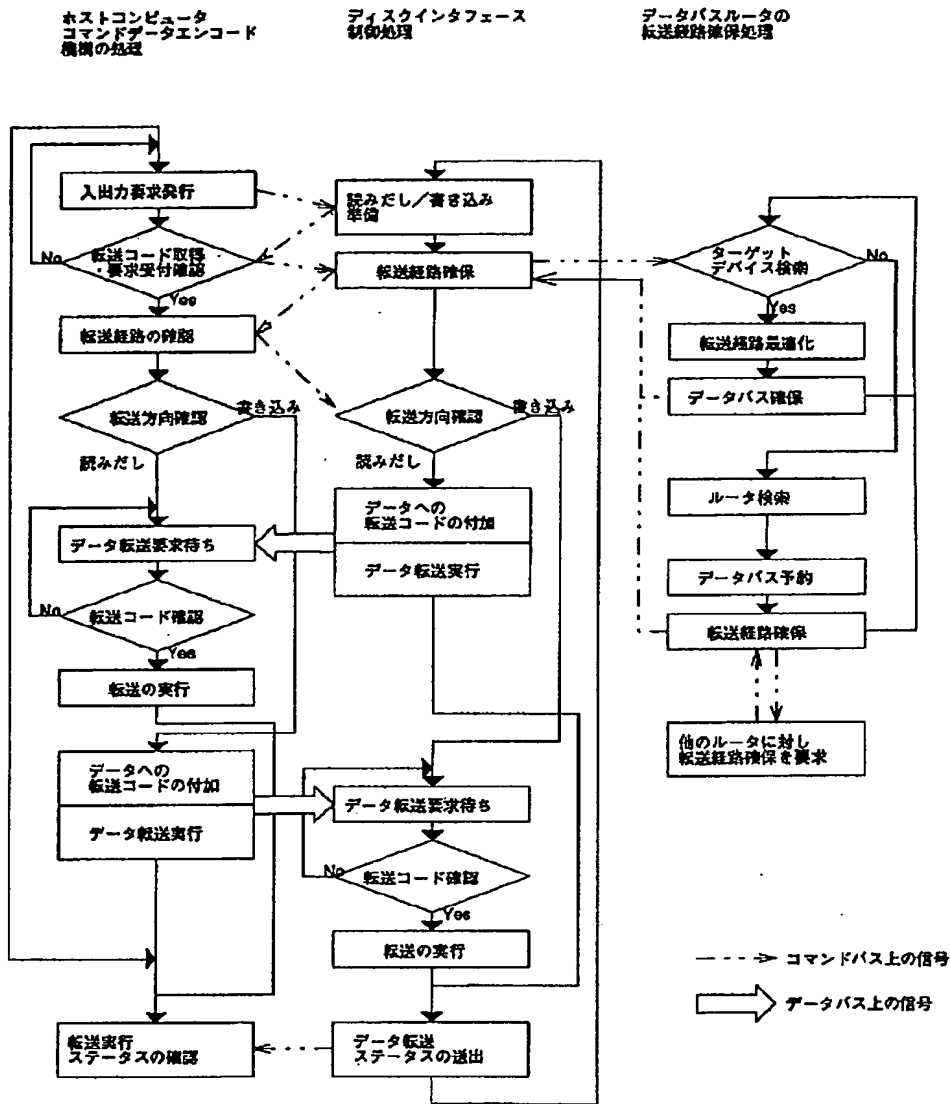 ホストコンピュータ
コマンドデータエンコード
機構の処理
ディスクインタフェース
制御処理
データパスルータの
転送経路確保処理
入出力要求発行
転送コード取得
・要求受付確認
No
Yes
転送経路の確認
転送方向確認
書き込み
読みだし
データ転送要求待ち
転送コード確認
No
Yes
転送の実行
データへの
転送コードの付加
データ転送実行
転送実行
ステータスの確認
読みだし／書き込み
準備
転送経路確保
転送方向確認
書き込み
読みだし
データへの
転送コードの付加
データ転送実行
データ転送要求待ち
転送コード確認
No
Yes
転送の実行
データ転送
ステータスの送出
ターゲット
デバイス検索
No
Yes
転送経路最適化
データパス確保
ルータ検索
データパス予約
転送経路確保
他のルータに対し
転送経路確保を要求
コマンドバス上の信号
データバス上の信号